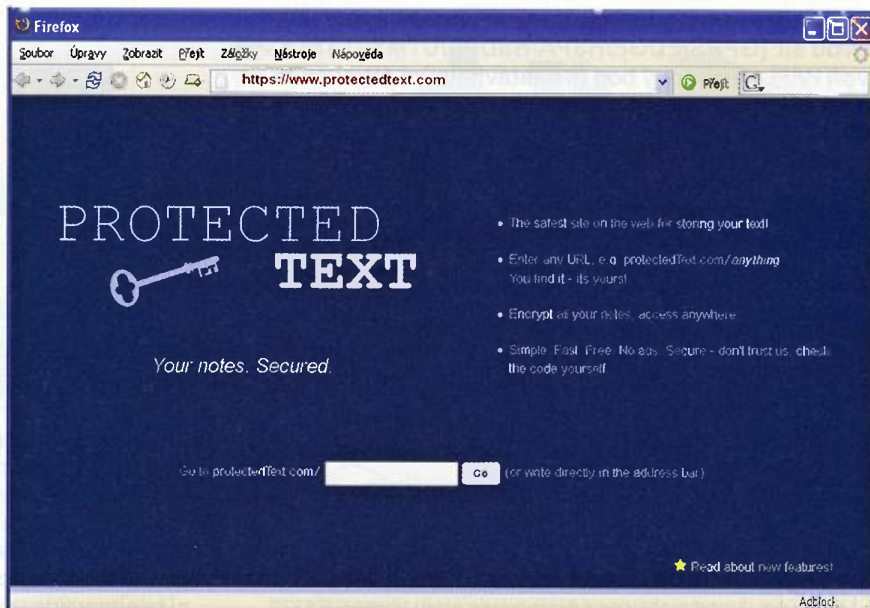 Firefox
Soubor Úpravy Zobrazit Přejít Záložky Nástroje Nápověda
https://www.protectedtext.com
Přejít
PROTECTED
TEXT
Your notes. Secured.
• The safest site on the web for storing your text!
• Enter any URL, e.g. protectedText.com/anything
You find it - its yours!
• Encrypt all your notes, access anywhere
• Simple. Fast. Free. No ads. Secure - don't trust us, check
the code yourself
Go to protectedText.com/
Go
(or write directly in the address bar)
Read about new features!
Adblock